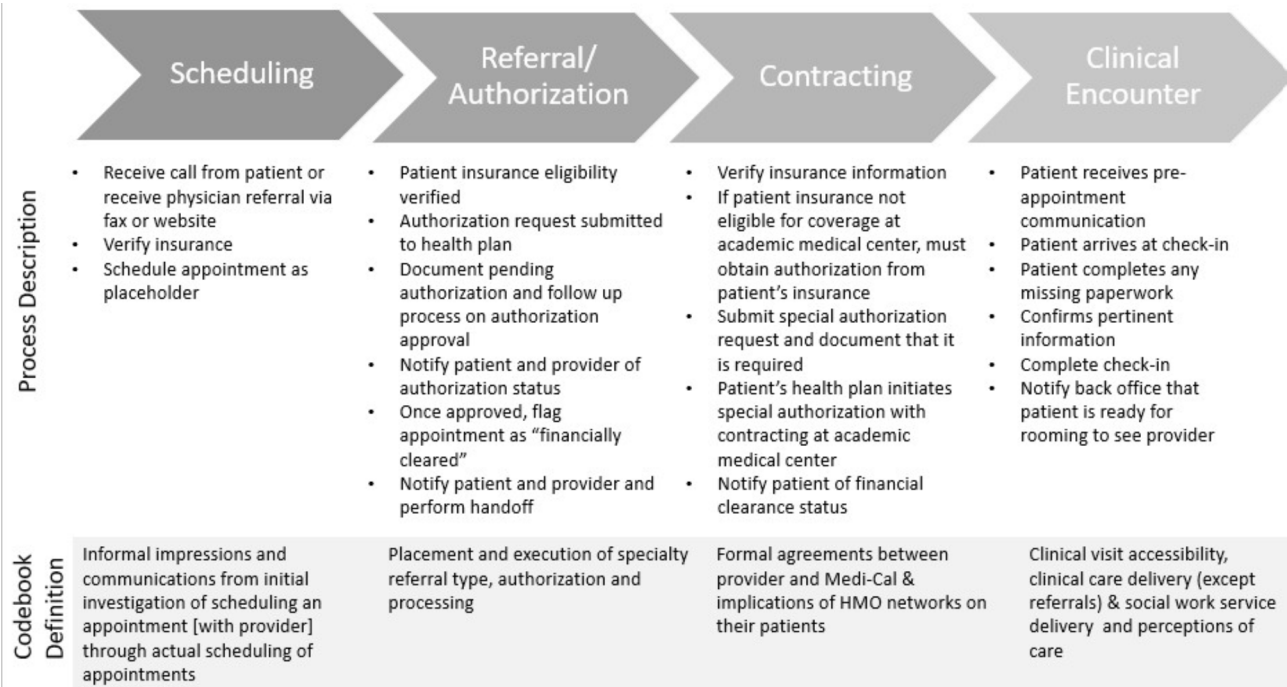 Scheduling
Referral/
Authorization
Contracting
Clinical
Encounter
Process Description
• Receive call from patient or
receive physician referral via
fax or website
• Verify insurance
• Schedule appointment as
placeholder
• Patient insurance eligibility
verified
• Authorization request submitted
to health plan
• Document pending
authorization and follow up
process on authorization
approval
• Notify patient and provider of
authorization status
• Once approved, flag
appointment as “financially
cleared”
• Notify patient and provider and
perform handoff
• Verify insurance information
• If patient insurance not
eligible for coverage at
academic medical center, must
obtain authorization from
patient’s insurance
• Submit special authorization
request and document that it
is required
• Patient’s health plan initiates
special authorization with
contracting at academic
medical center
• Notify patient of financial
clearance status
• Patient receives pre-
appointment
communication
• Patient arrives at check-in
• Patient completes any
missing paperwork
• Confirms pertinent
information
• Complete check-in
• Notify back office that
patient is ready for
rooming to see provider
Codebook
Definition
Informal impressions and
communications from initial
investigation of scheduling an
appointment [with provider]
through actual scheduling of
appointments
Placement and execution of specialty
referral type, authorization and
processing
Formal agreements between
provider and Medi-Cal &
implications of HMO networks on
their patients
Clinical visit accessibility,
clinical care delivery (except
referrals) & social work service
delivery and perceptions of
care